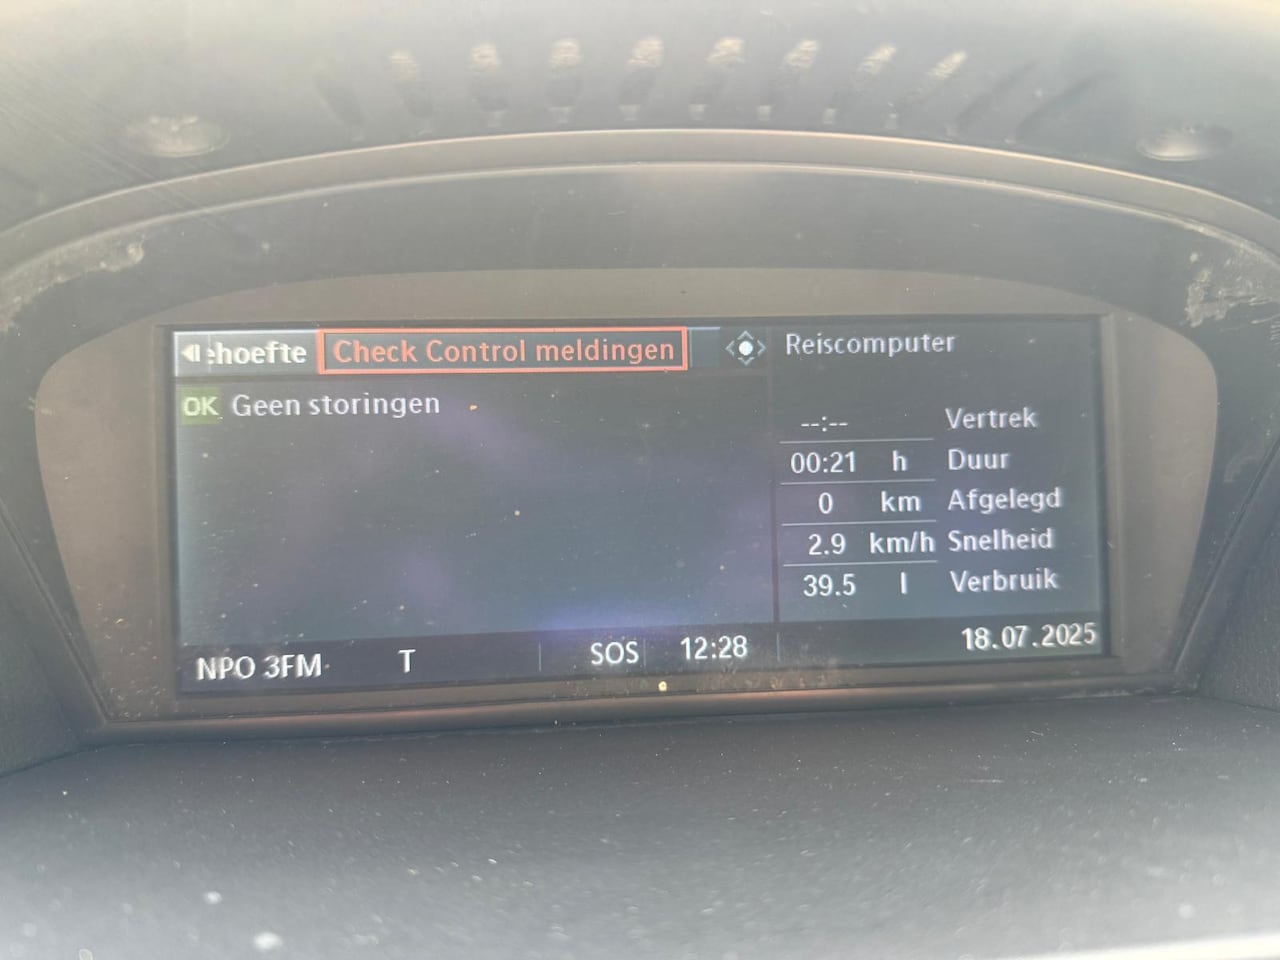 ehoefte Check Control meldingen
OK Geen storingen
Reiscomputer
--:-- Vertrek
00:21 h Duur
0 km Afgelegd
2.9 km/h Snelheid
39.5 l Verbruik
NPO 3FM T SOS 12:28 18.07.2025